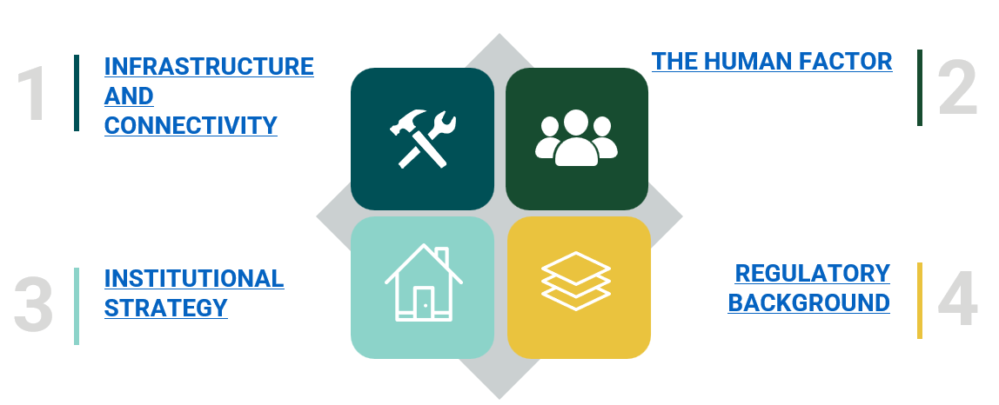 1
INFRASTRUCTURE
AND
CONNECTIVITY
THE HUMAN FACTOR
2
3
INSTITUTIONAL
STRATEGY
REGULATORY
BACKGROUND
4